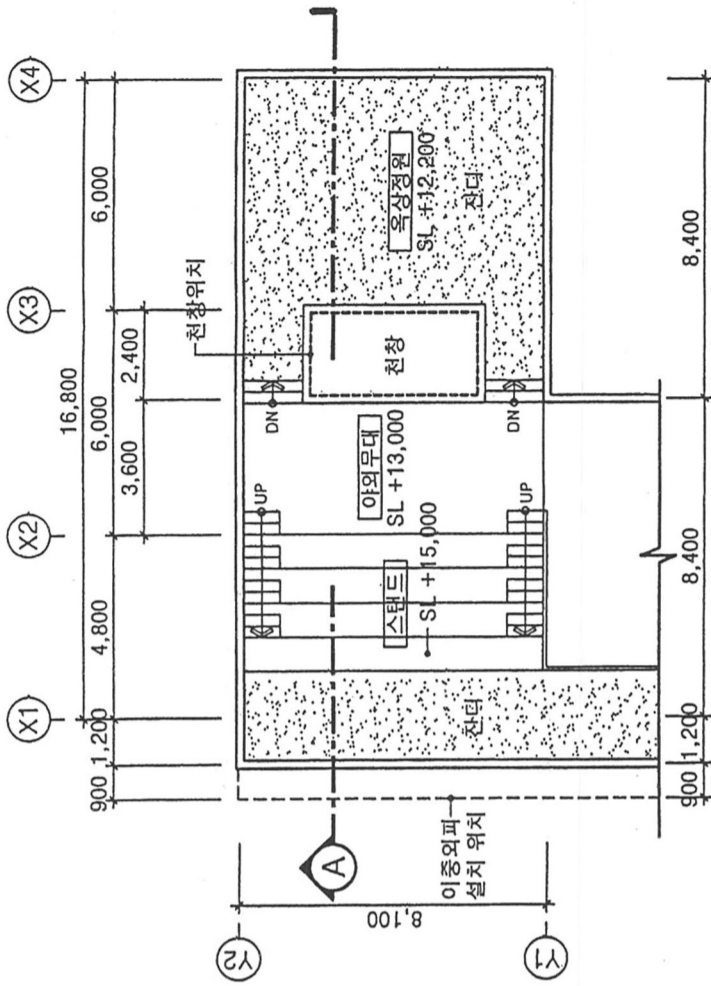 X1
X2
X3
X4
16,800
900
1,200
4,800
6,000
6,000
3,600
2,400
천창위치
Y2
Y1
8,100
A
이중외피
설치 위치
잔디
스탠드
SL +15,000
UP
UP
야외무대
SL +13,000
DN
DN
천창
옥상정원
SL +12,200
잔디
900
1,200
8,400
8,400